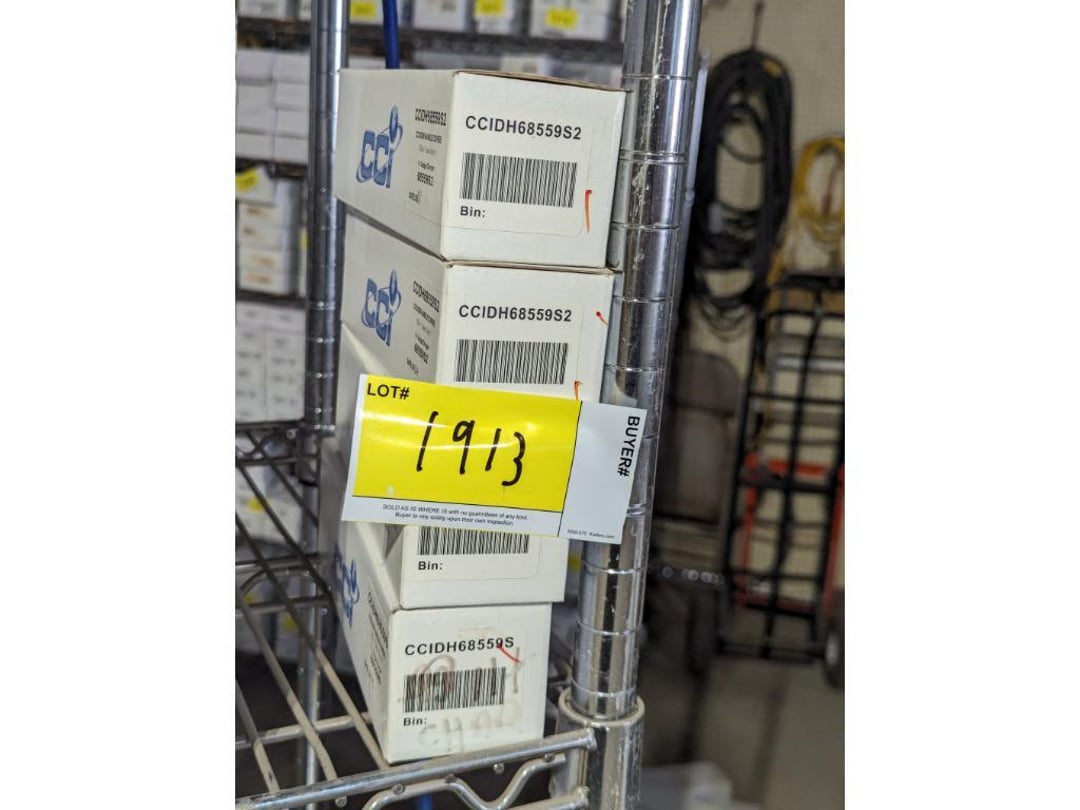 CCIDH68559S2
Bin:
CCi
CCIDH68559S2
CCi
CCIDH68559S2
LOT#
1913
BUYER#
SOLD AS IS WHERE IS with no guarantees of any kind.
Buyer to rely solely upon their own inspection.
Bin:
CCIDH68559S
Bin: